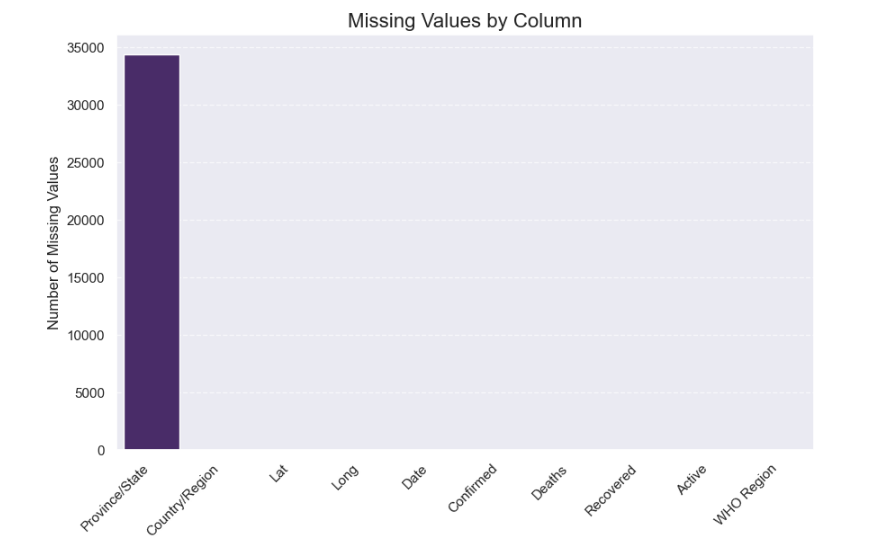 Missing Values by Column
Number of Missing Values
35000
30000
25000
20000
15000
10000
5000
0
Province/State
Country/Region
Lat
Long
Date
Confirmed
Deaths
Recovered
Active
WHO Region